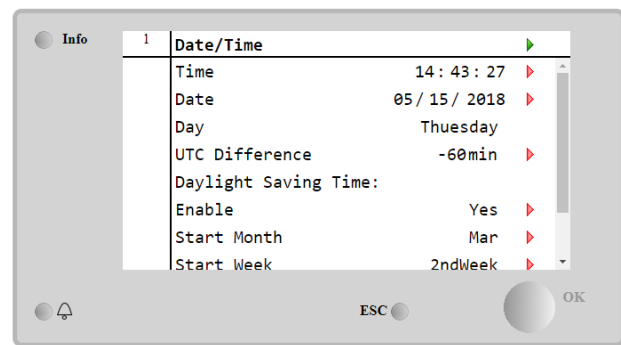 Info
1 Date/Time
Time 14:43:27
Date 05/15/2018
Day Thuesday
UTC Difference -60min
Daylight Saving Time:
Enable Yes
Start Month Mar
Start Week 2ndWeek
ESC
OK